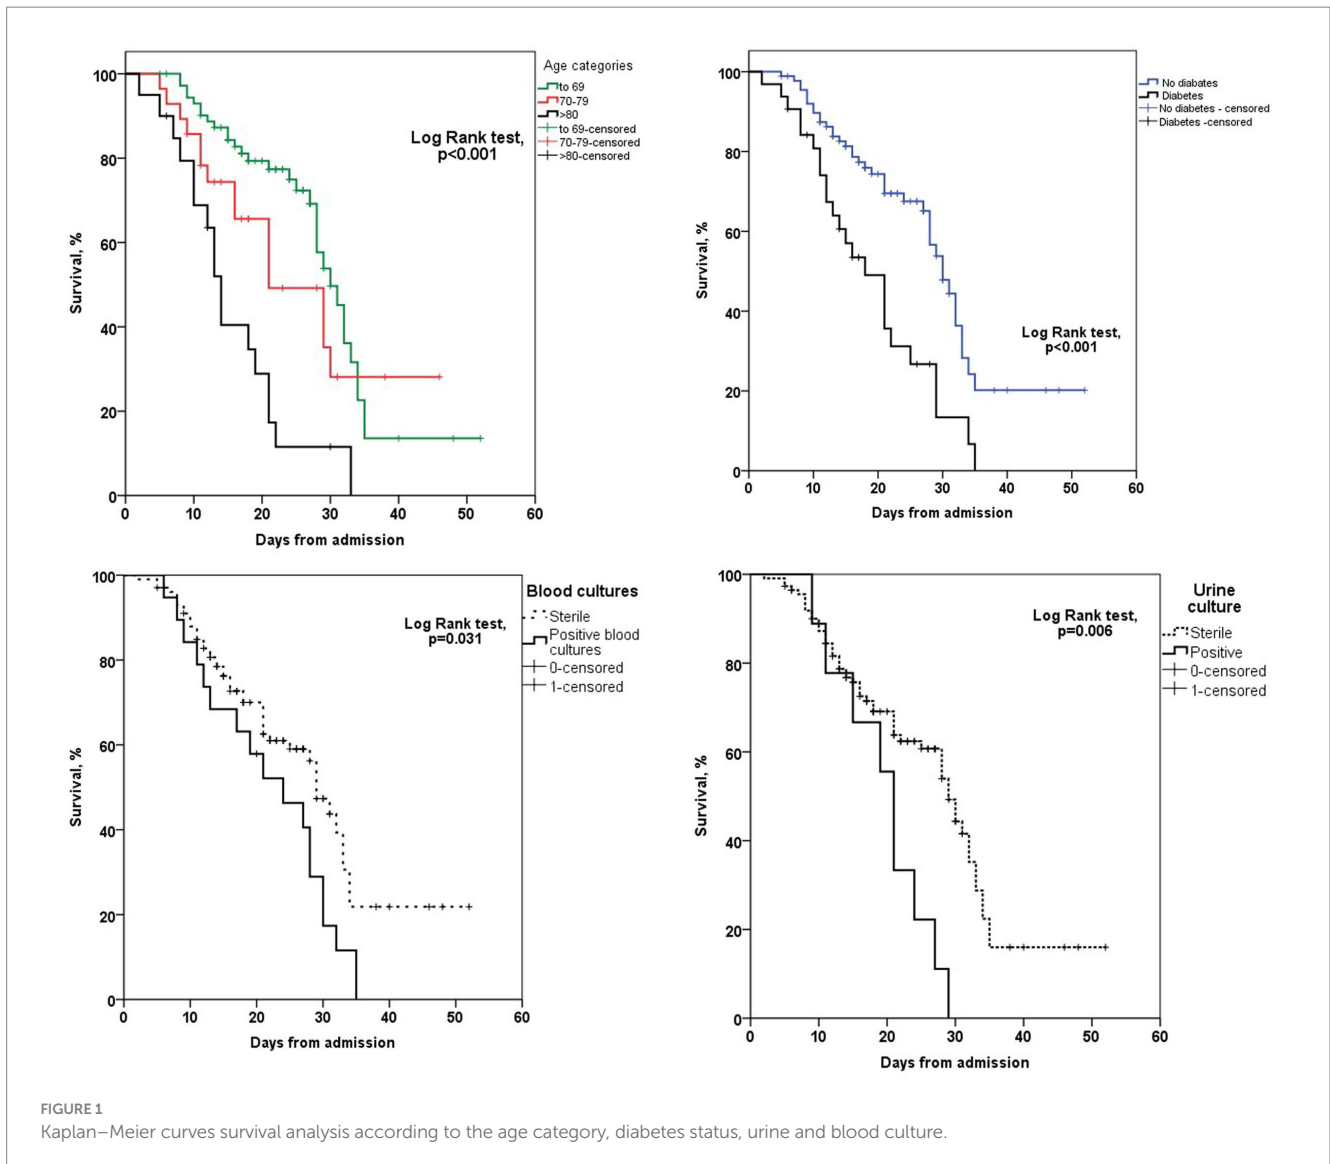 Age categories
to 69
70-79
>80
to 69-censored
70-79-censored
>80-censored
Log Rank test,
p<0.001
Survival, %
100
80
60
40
20
0
0 10 20 30 40 50 60
Days from admission
No diabates
Diabetes
No diabetes - censored
Diabetes -censored
Log Rank test,
p<0.001
Survival, %
100
80
60
40
20
0
0 10 20 30 40 50 60
Days from admission
Blood cultures
Sterile
Positive blood
cultures
0-censored
1-censored
Log Rank test,
p=0.031
Survival, %
100
80
60
40
20
0
0 10 20 30 40 50 60
Days from admission
Urine
culture
Sterile
Positive
0-censored
1-censored
Log Rank test,
p=0.006
Survival, %
100
80
60
40
20
0
0 10 20 30 40 50 60
Days from admission
FIGURE 1
Kaplan–Meier curves survival analysis according to the age category, diabetes status, urine and blood culture.